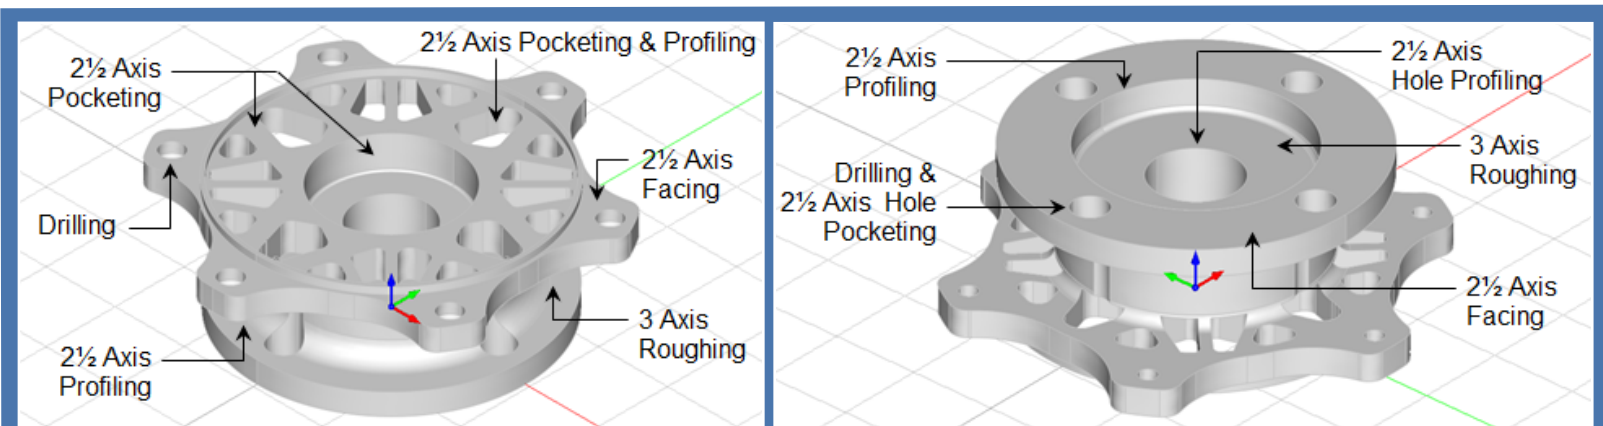 2½ Axis
Pocketing
2½ Axis Pocketing & Profiling
2½ Axis
Facing
Drilling
3 Axis
Roughing
2½ Axis
Profiling
2½ Axis
Profiling
2½ Axis
Hole Profiling
3 Axis
Roughing
Drilling &
2½ Axis Hole
Pocketing
2½ Axis
Facing